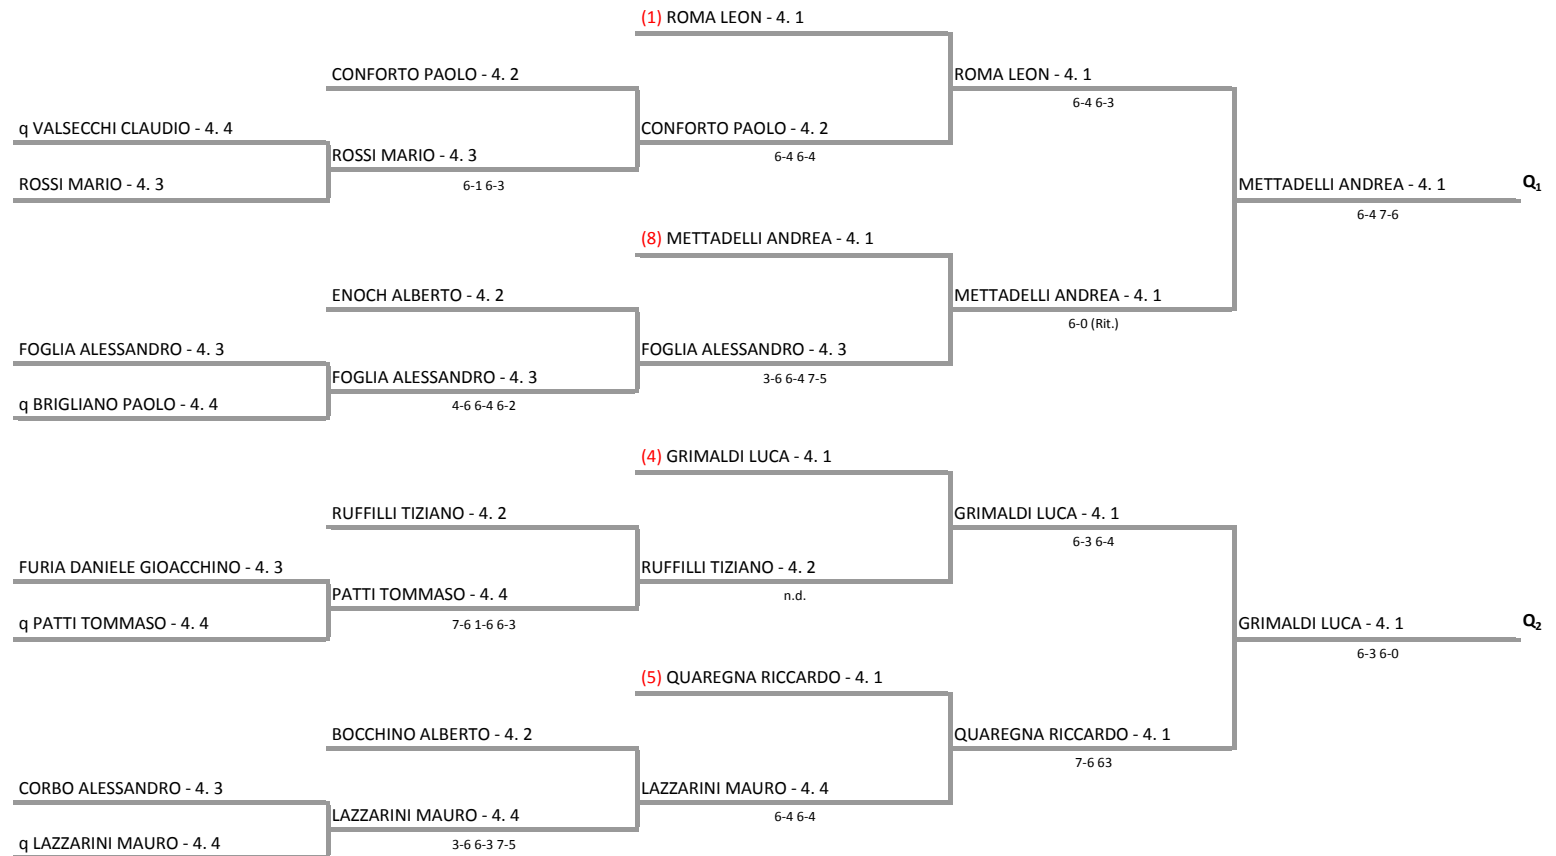 (1) ROMA LEON - 4. 1
CONFORTO PAOLO - 4. 2
ROMA LEON - 4. 1
6-4 6-3
q VALSECCHI CLAUDIO - 4. 4
CONFORTO PAOLO - 4. 2
6-4 6-4
ROSSI MARIO - 4. 3
6-1 6-3
ROSSI MARIO - 4. 3
METTADELLI ANDREA - 4. 1
Q1
6-4 7-6
(8) METTADELLI ANDREA - 4. 1
ENOCH ALBERTO - 4. 2
METTADELLI ANDREA - 4. 1
6-0 (Rit.)
FOGLIA ALESSANDRO - 4. 3
FOGLIA ALESSANDRO - 4. 3
3-6 6-4 7-5
FOGLIA ALESSANDRO - 4. 3
4-6 6-4 6-2
q BRIGLIANO PAOLO - 4. 4
(4) GRIMALDI LUCA - 4. 1
RUFFILLI TIZIANO - 4. 2
GRIMALDI LUCA - 4. 1
6-3 6-4
FURIA DANIELE GIOACCHINO - 4. 3
RUFFILLI TIZIANO - 4. 2
n.d.
PATTI TOMMASO - 4. 4
7-6 1-6 6-3
q PATTI TOMMASO - 4. 4
GRIMALDI LUCA - 4. 1
Q2
6-3 6-0
(5) QUAREGNA RICCARDO - 4. 1
BOCCHINO ALBERTO - 4. 2
QUAREGNA RICCARDO - 4. 1
7-6 63
CORBO ALESSANDRO - 4. 3
LAZZARINI MAURO - 4. 4
6-4 6-4
LAZZARINI MAURO - 4. 4
3-6 6-3 7-5
q LAZZARINI MAURO - 4. 4